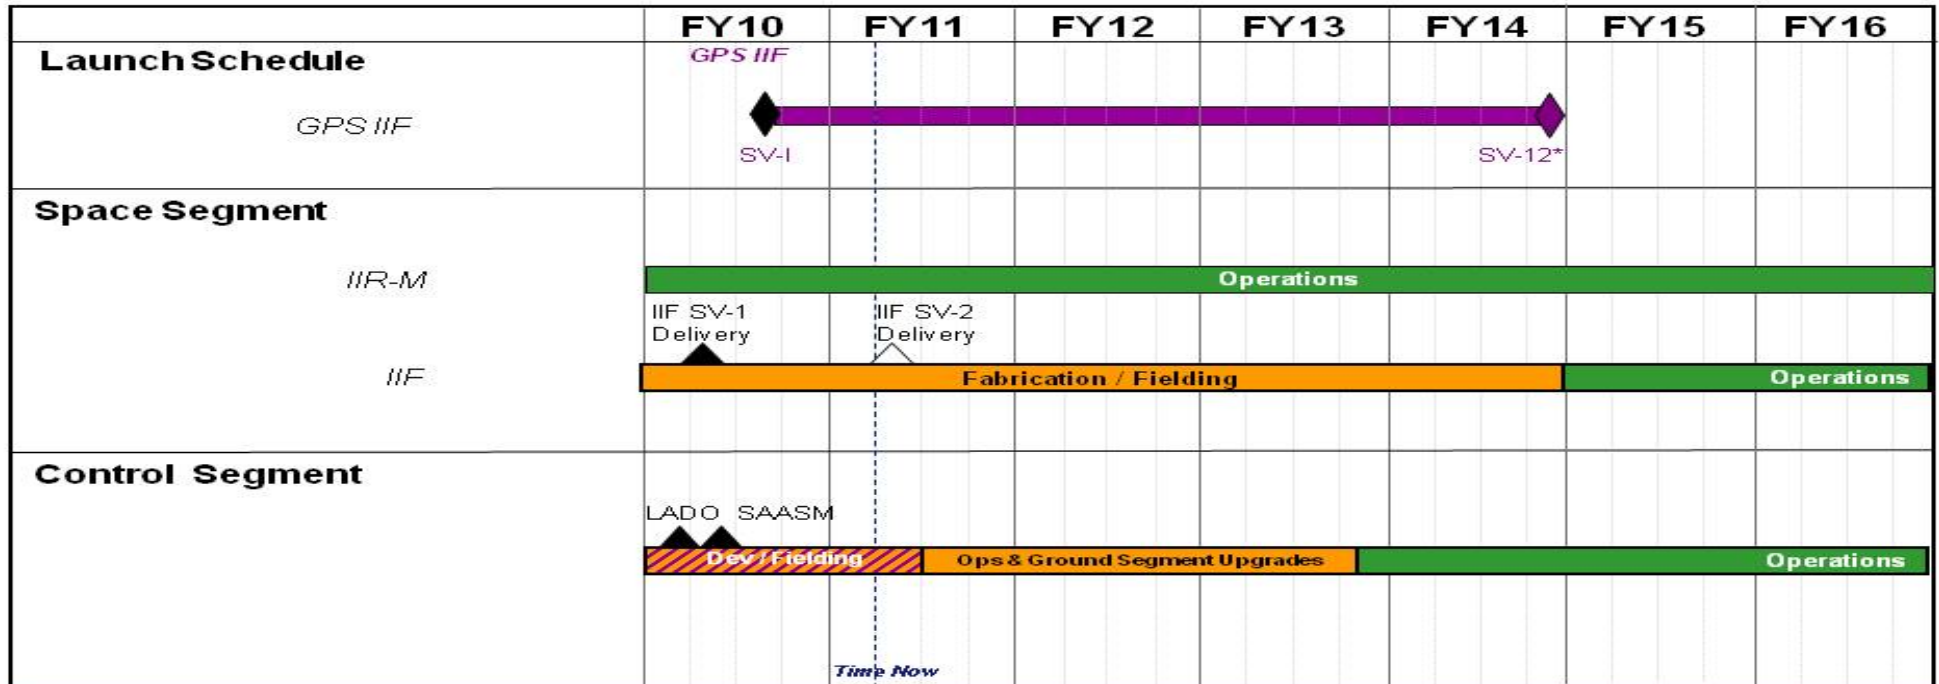 FY10 FY11 FY12 FY13 FY14 FY15 FY16
Launch Schedule
GPS IIF
GPS IIF
SV-I
SV-12*
Space Segment
IIR-M
Operations
IIF SV-1
Delivery
IIF SV-2
Delivery
IIF
Fabrication / Fielding
Operations
Control Segment
LADO SAASM
Dev / Fielding
Ops & Ground Segment Upgrades
Operations
Time Now